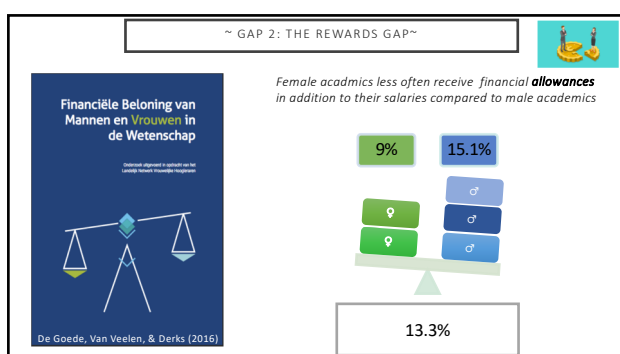 ~ GAP 2: THE REWARDS GAP~
Financiële Beloning van
Mannen en Vrouwen in
de Wetenschap
Onderzoek uitgevoerd in opdracht van het
Landelijk Netwerk Vrouwelijke Hoogleraren
De Goede, Van Veelen, & Derks (2016)
Female acadmics less often receive financial allowances
in addition to their salaries compared to male academics
9%
15.1%
♂
♀
♂
♀
♂
13.3%